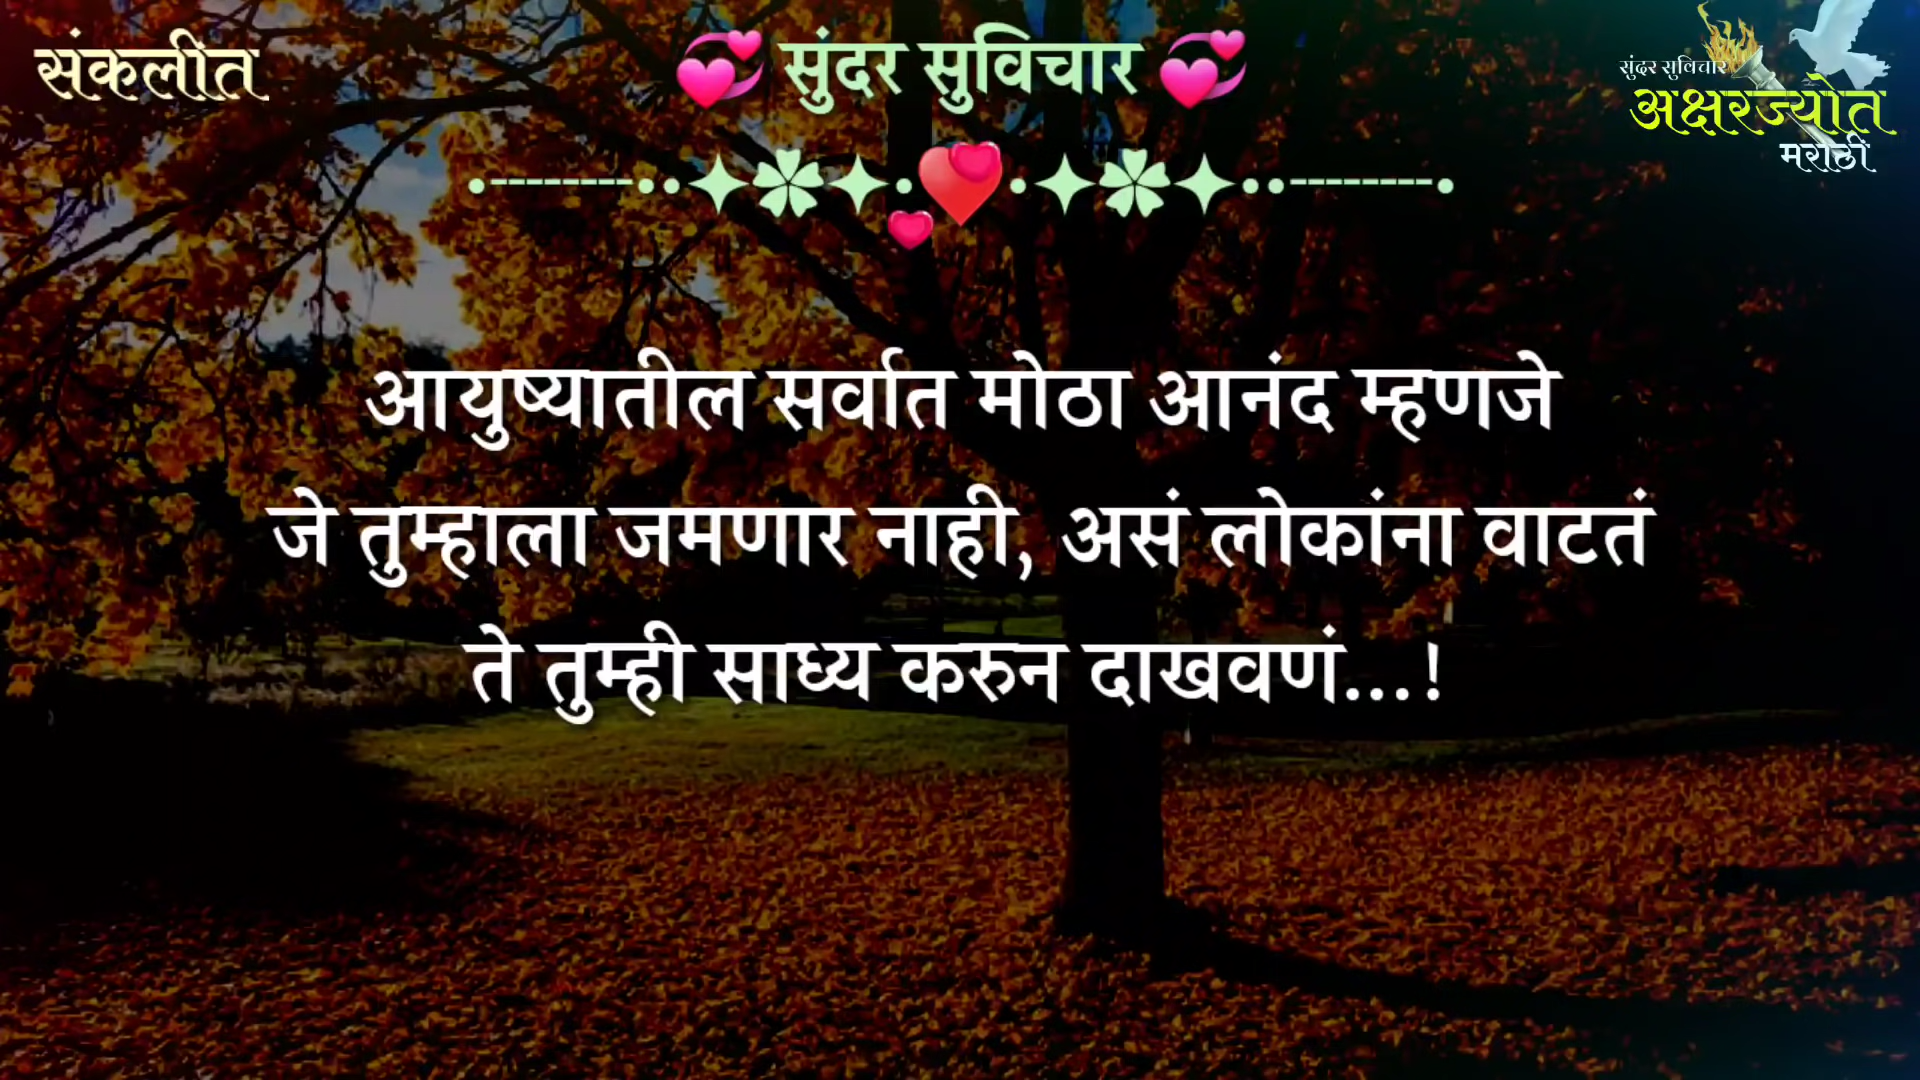 संकलीत
💞 सुंदर सुविचार 💞
सुंदर सुविचार
अक्षरज्योत
मराठी
आयुष्यातील सर्वात मोठा आनंद म्हणजे
जे तुम्हाला जमणार नाही, असं लोकांना वाटतं
ते तुम्ही साध्य करुन दाखवणं...!